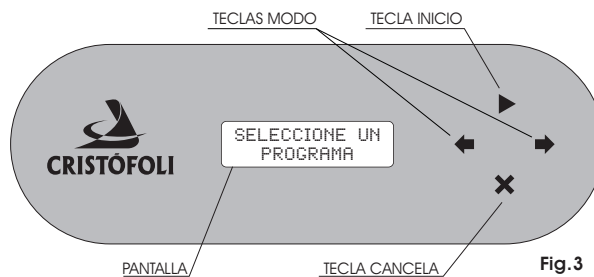 TECLAS MODO
TECLA INICIO
SELECCIONE UN
PROGRAMA
CRISTÓFOLI
PANTALLA
TECLA CANCELA
Fig.3